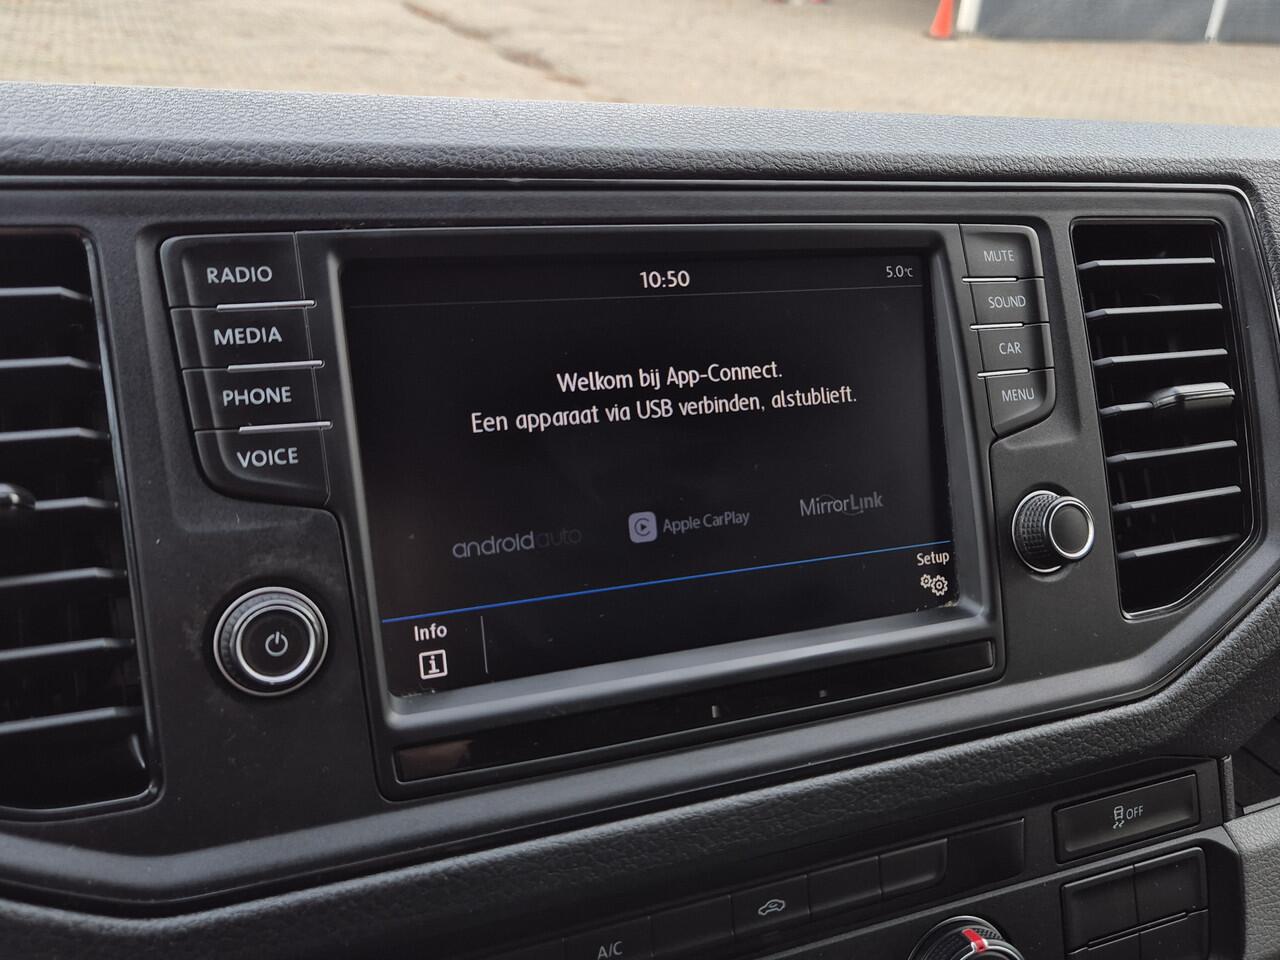 RADIO
MEDIA
PHONE
VOICE
10:50
5.0°C
Welkom bij App-Connect.
Een apparaat via USB verbinden, alstublieft.
androidauto
Apple CarPlay
MirrorLink
Setup
Info
i
MUTE
SOUND
CAR
MENU
OFF
A/C